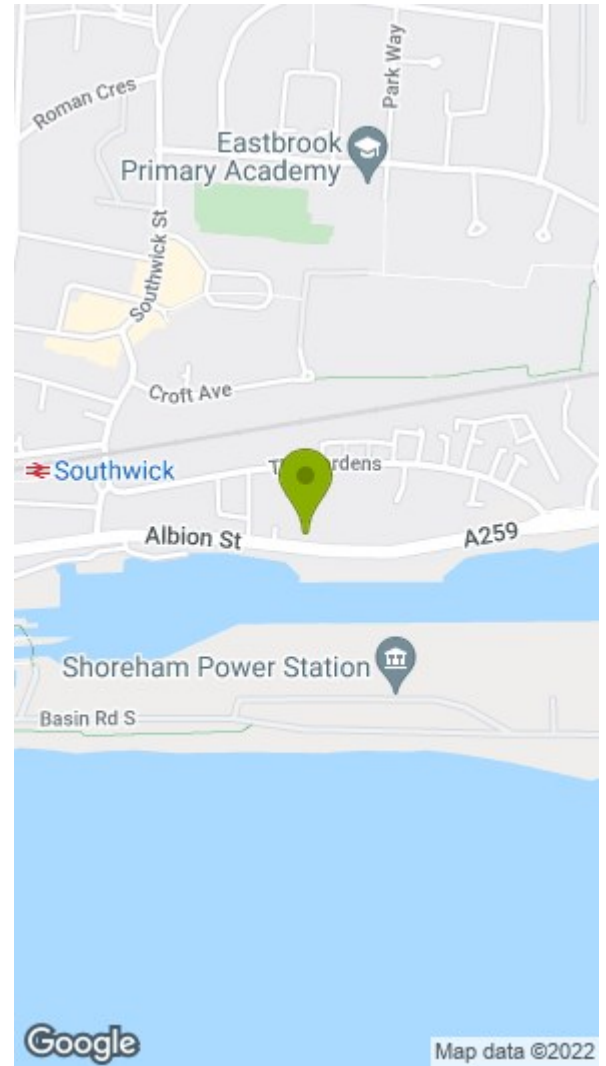 Park Way
Roman Cres
Eastbrook
Primary Academy
Southwick St
Croft Ave
Southwick
rdens
Albion St
A259
Shoreham Power Station
Basin Rd S
Google
Map data ©2022